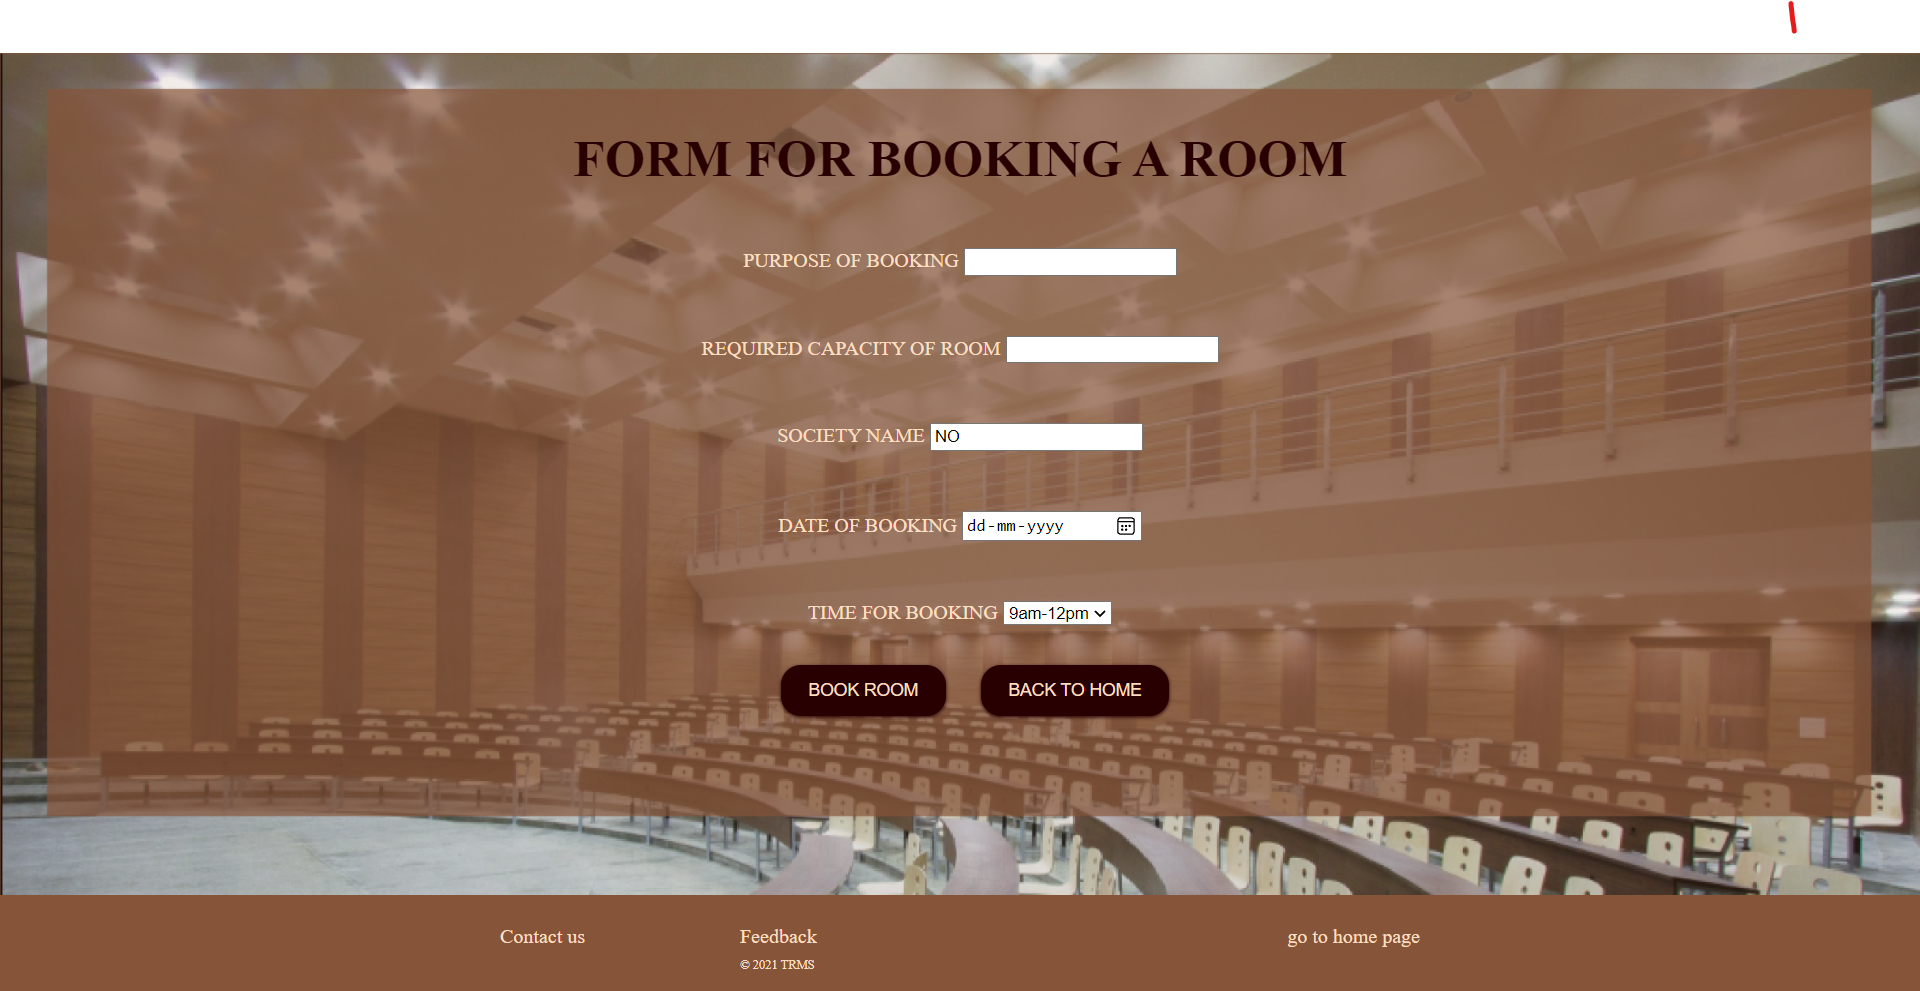 FORM FOR BOOKING A ROOM
PURPOSE OF BOOKING
REQUIRED CAPACITY OF ROOM
SOCIETY NAME NO
DATE OF BOOKING dd-mm-yyyy
TIME FOR BOOKING 9am-12pm
BOOK ROOM BACK TO HOME
Contact us Feedback go to home page
© 2021 TRMS